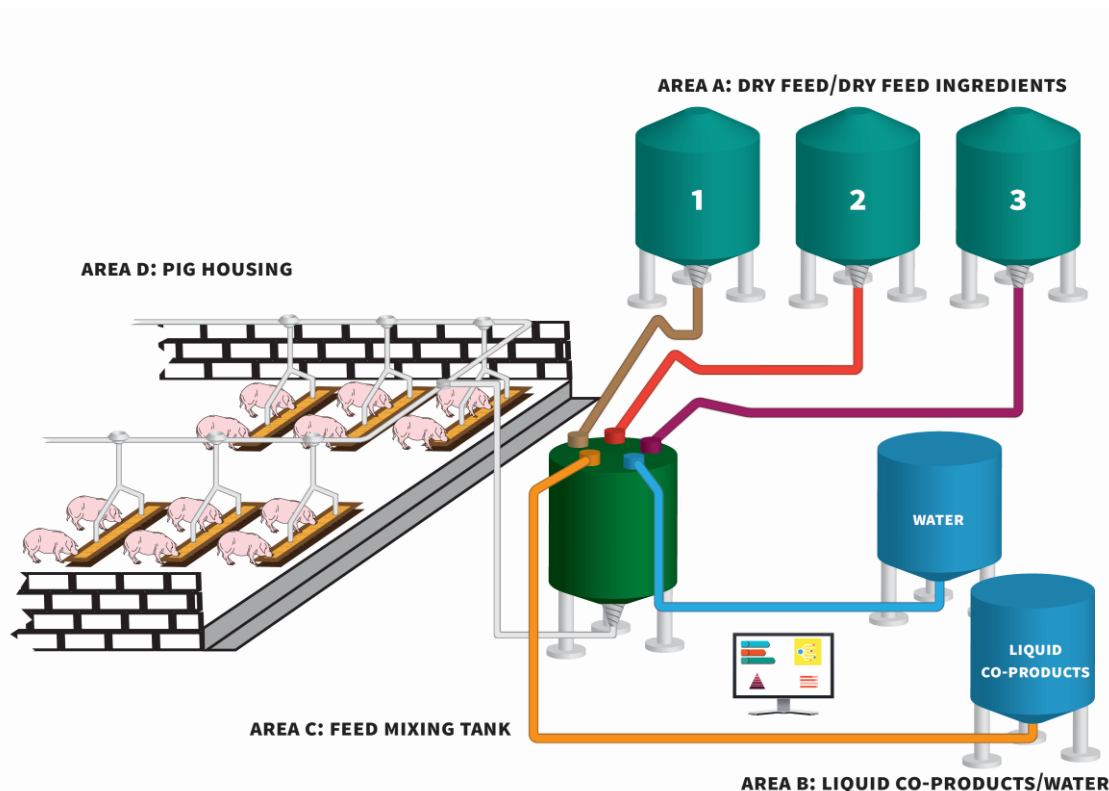 AREA A: DRY FEED/DRY FEED INGREDIENTS
1
2
3
AREA D: PIG HOUSING
WATER
LIQUID
CO-PRODUCTS
AREA C: FEED MIXING TANK
AREA B: LIQUID CO-PRODUCTS/WATER